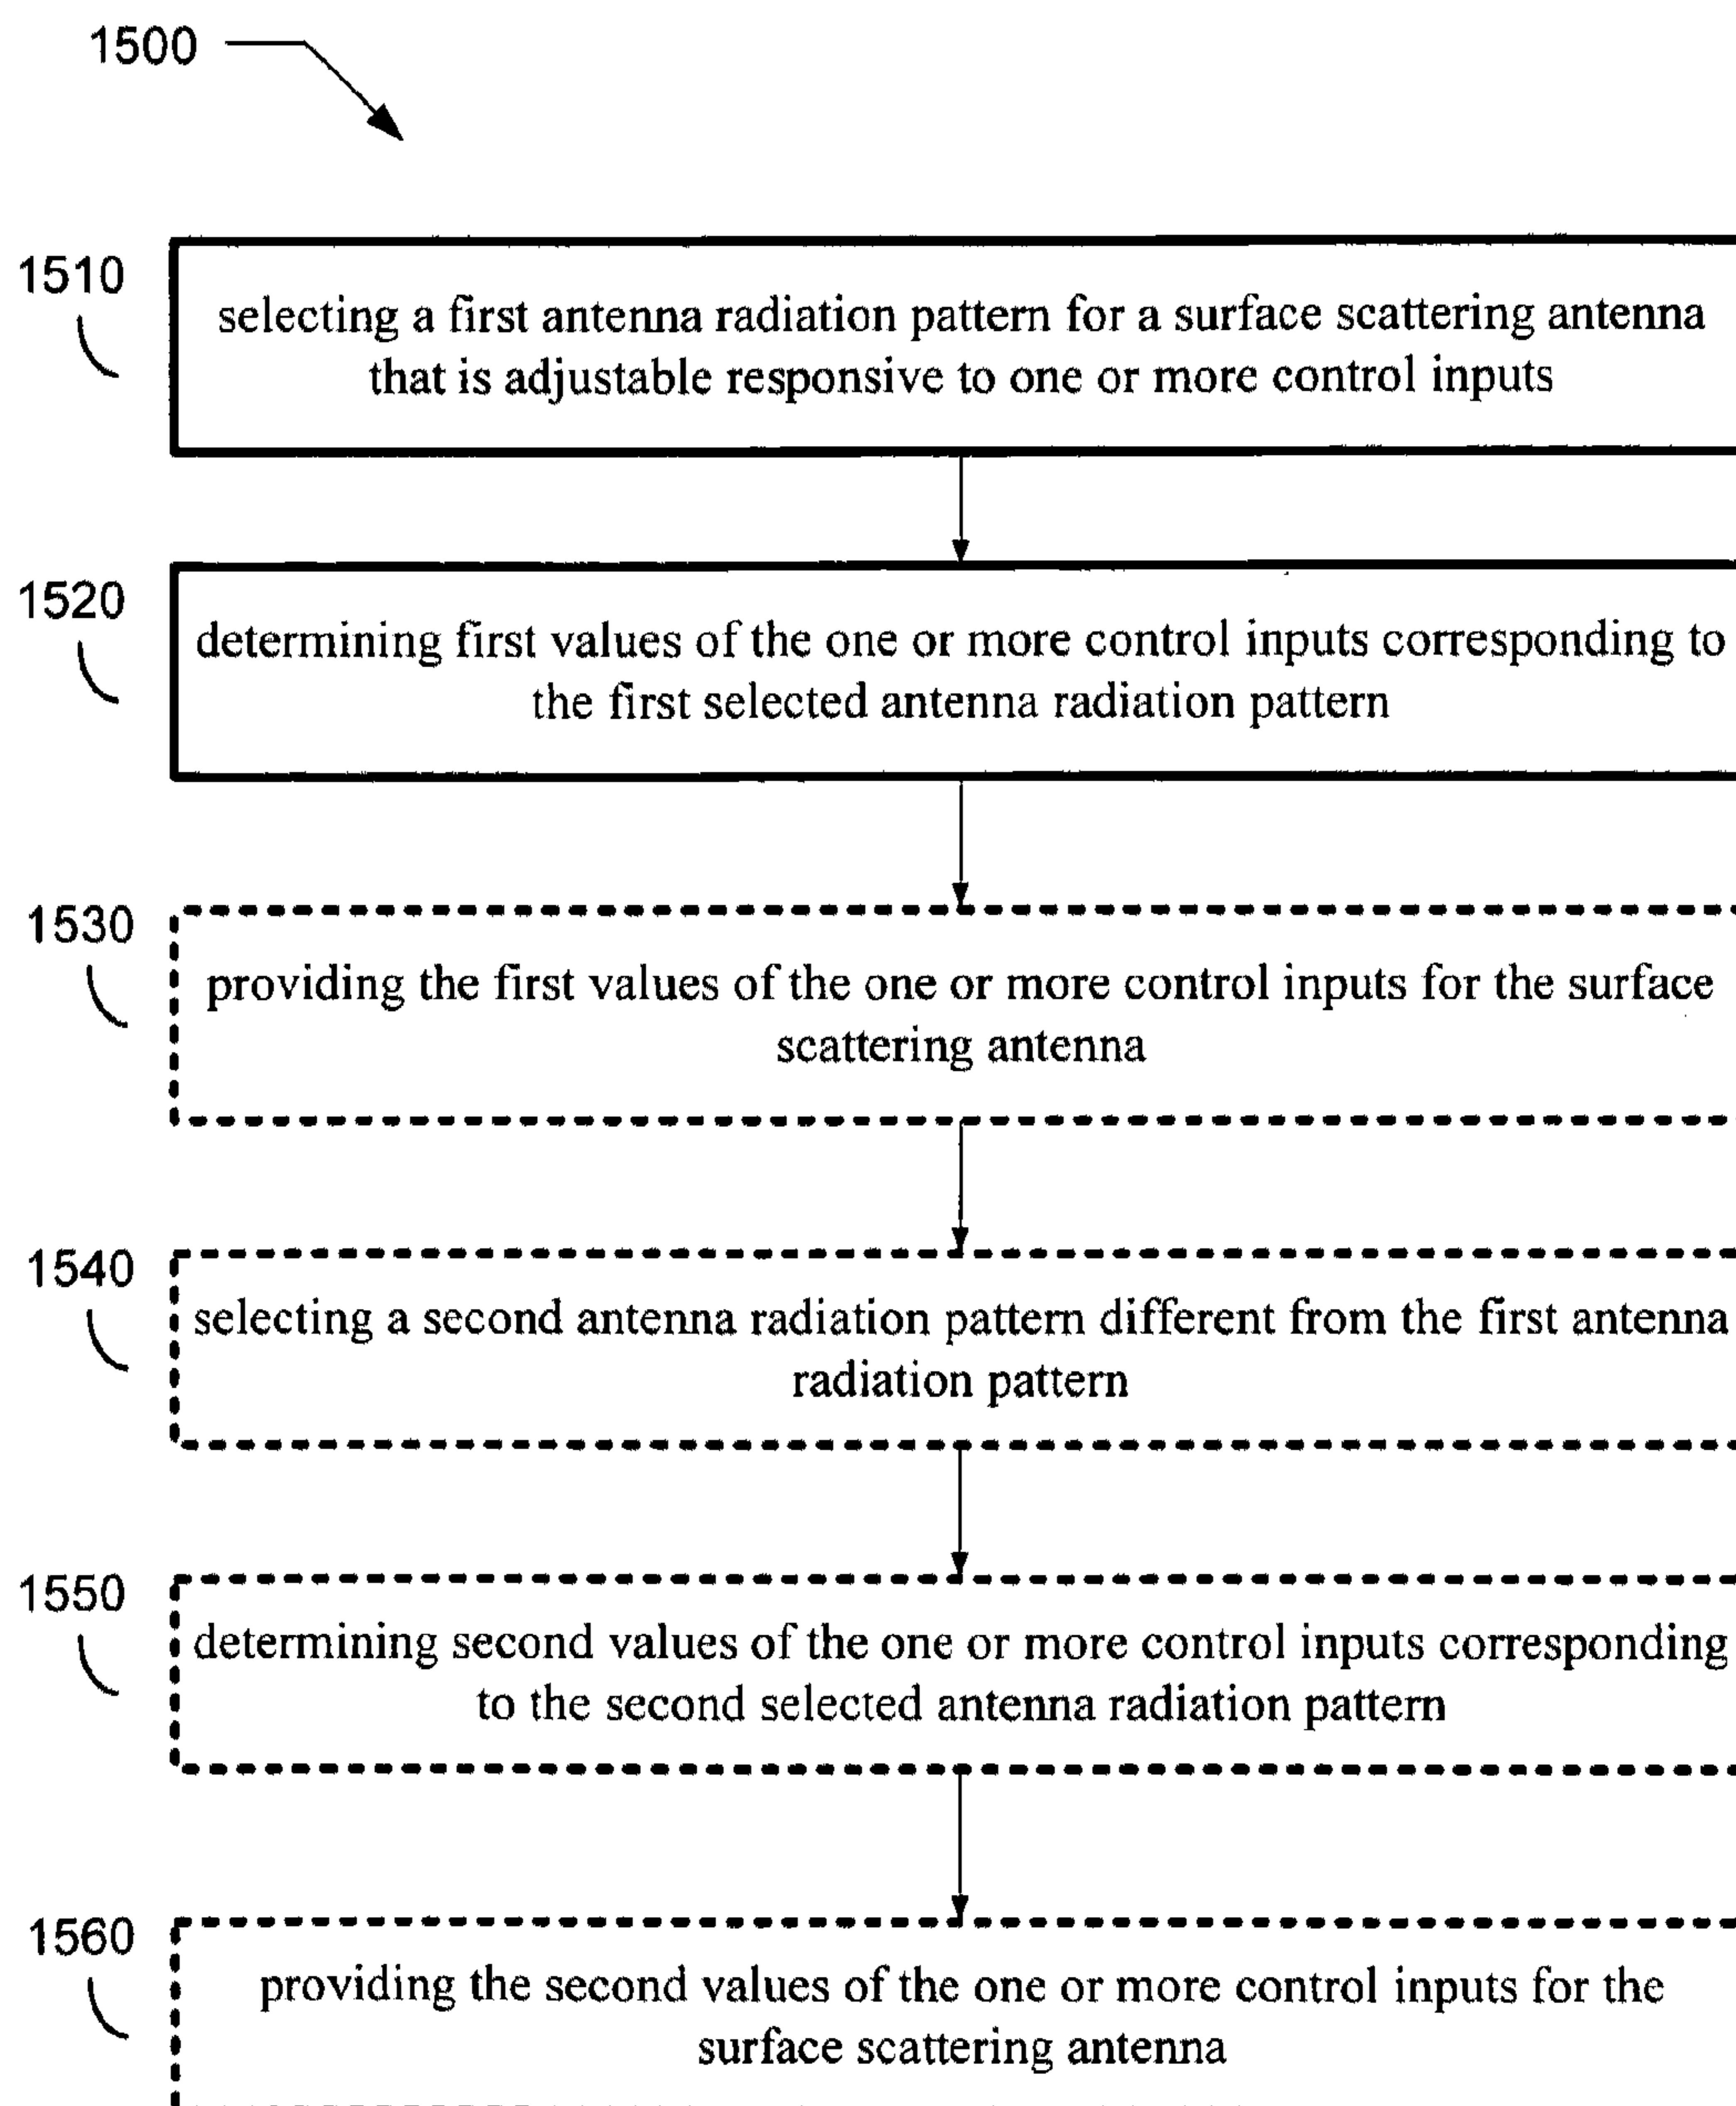 1500
1510
selecting a first antenna radiation pattern for a surface scattering antenna
that is adjustable responsive to one or more control inputs
1520
determining first values of the one or more control inputs corresponding to
the first selected antenna radiation pattern
1530
providing the first values of the one or more control inputs for the surface
scattering antenna
1540
selecting a second antenna radiation pattern different from the first antenna
radiation pattern
1550
determining second values of the one or more control inputs corresponding
to the second selected antenna radiation pattern
1560
providing the second values of the one or more control inputs for the
surface scattering antenna